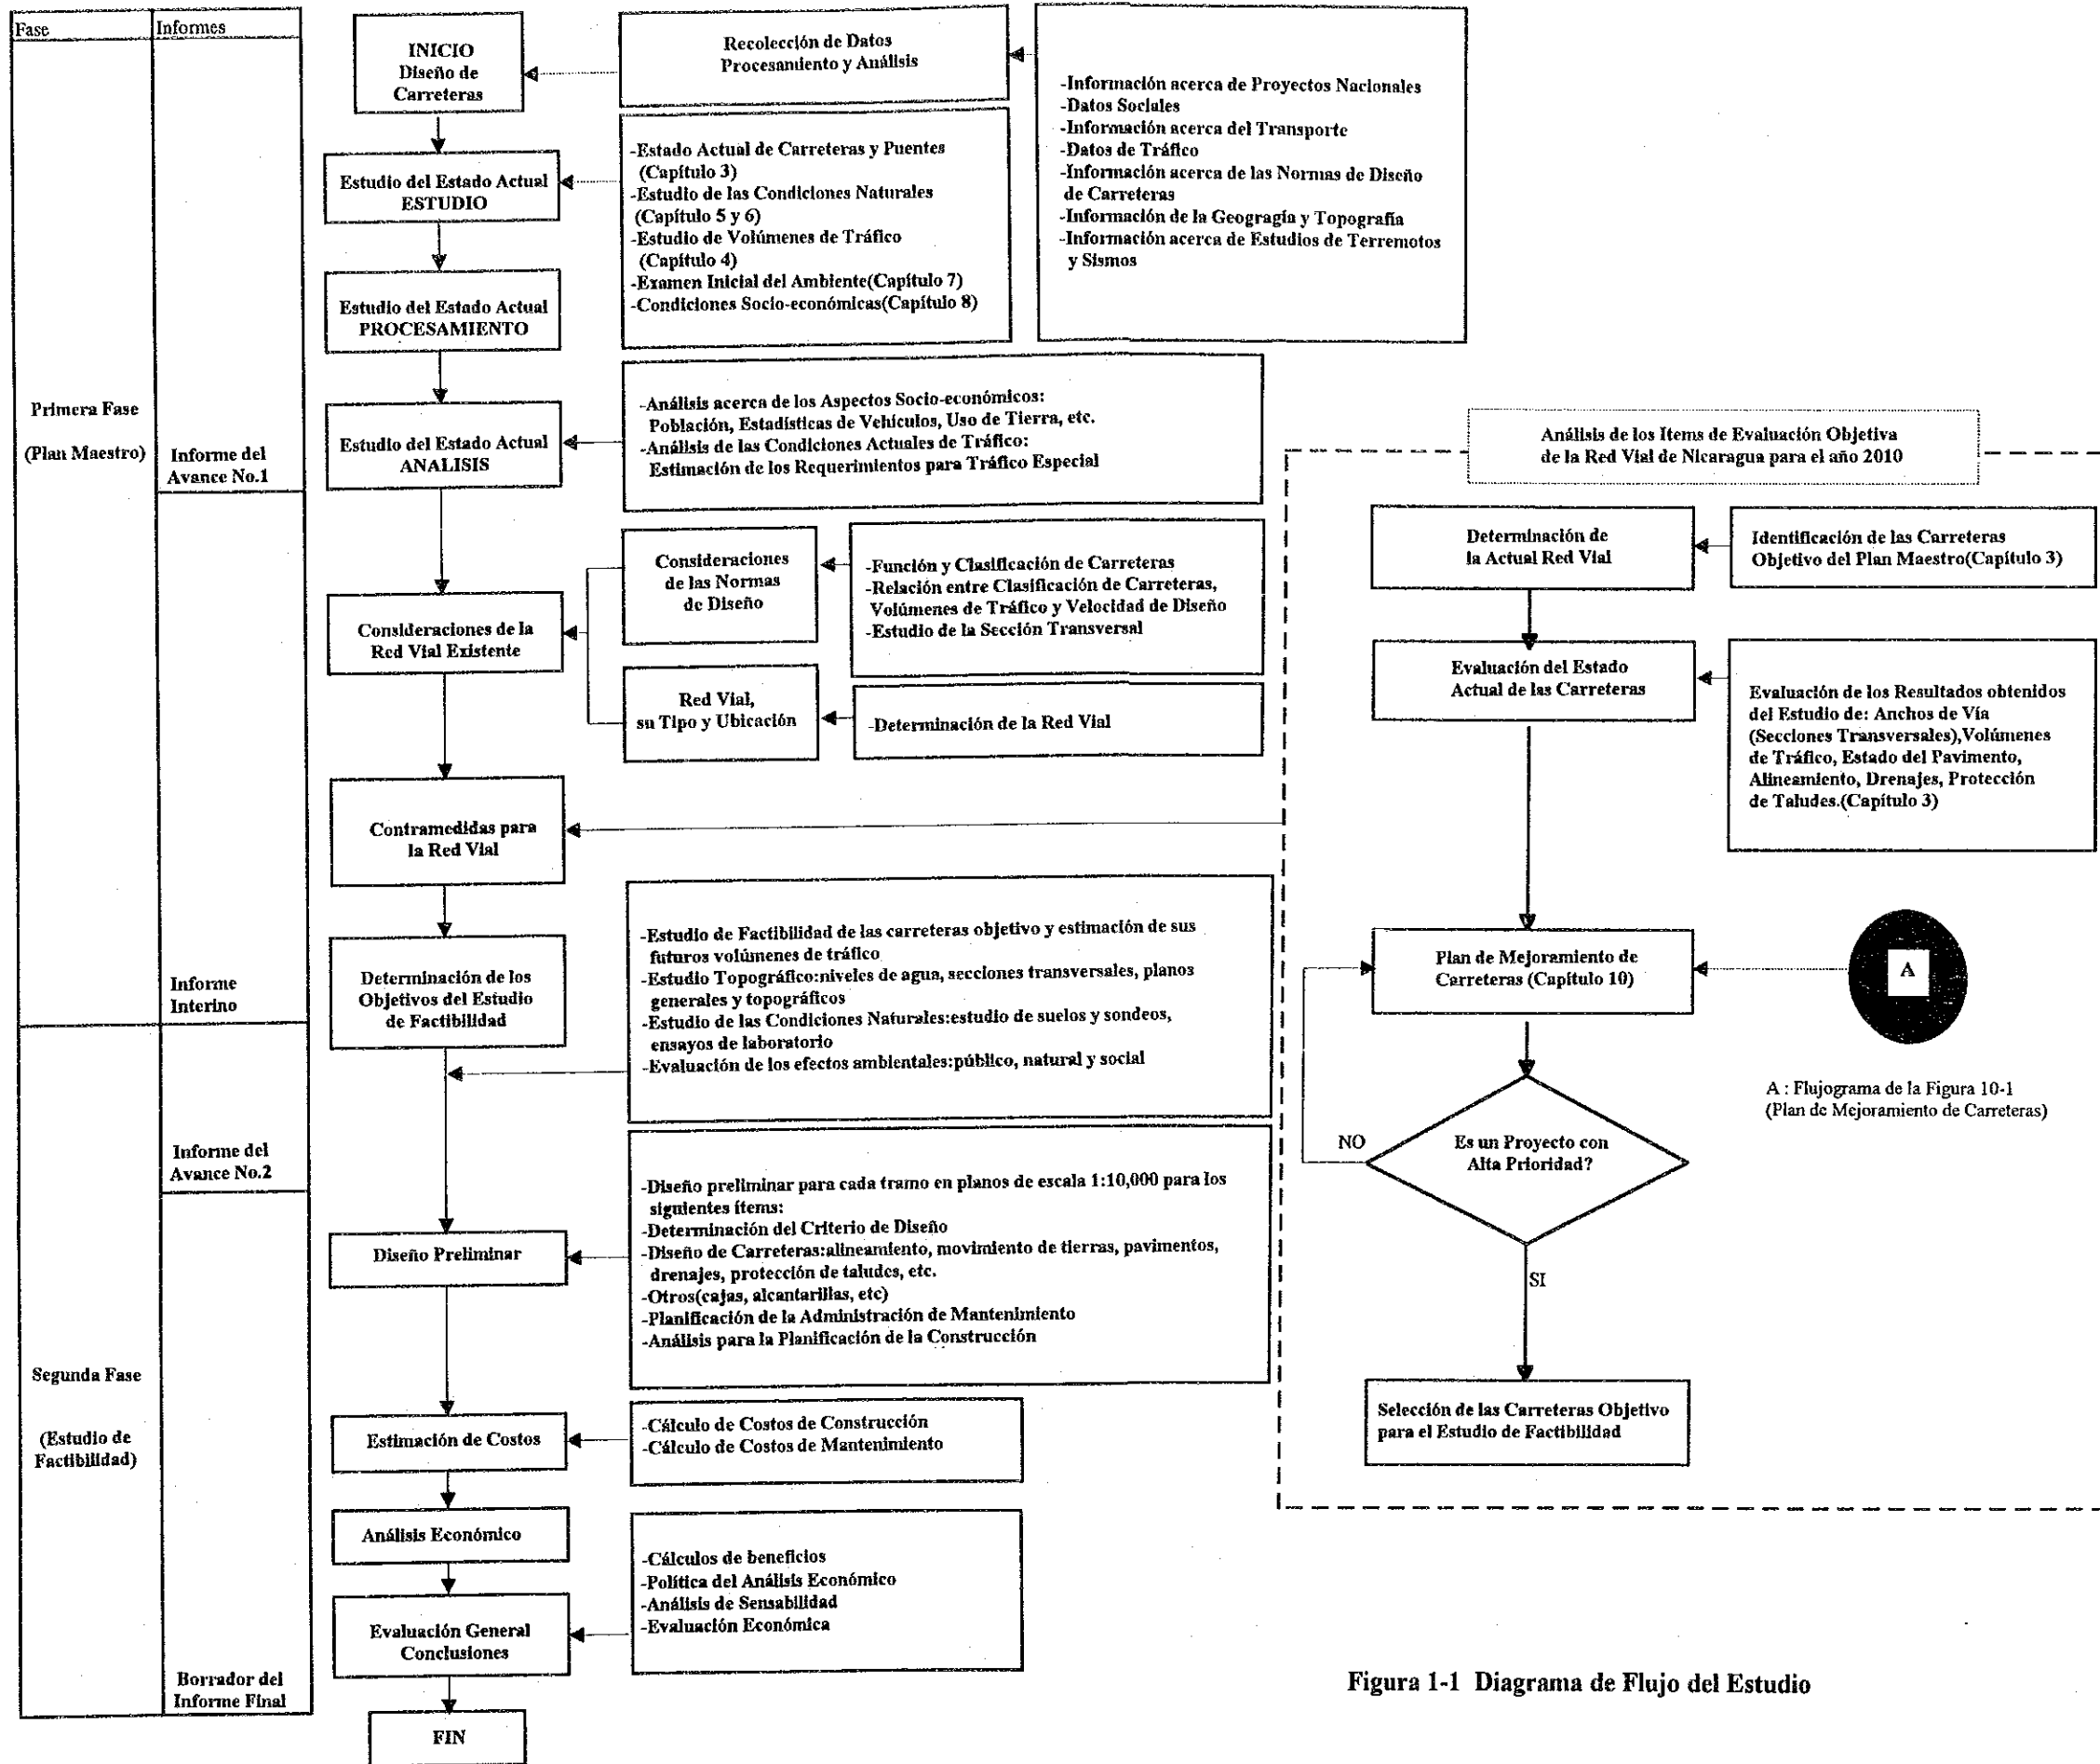 Fase
Informes
Primera Fase
(Plan Maestro)
Informe del
Avance No.1
Informe
Interino
Informe del
Avance No.2
Segunda Fase
(Estudio de
Factibilidad)
Borrador del
Informe Final
INICIO
Diseño de
Carreteras
Recolección de Datos
Procesamiento y Análisis
-Información acerca de Proyectos Nacionales
-Datos Sociales
-Información acerca del Transporte
-Datos de Tráfico
-Información acerca de las Normas de Diseño
de Carreteras
-Información de la Geogragía y Topografía
-Información acerca de Estudios de Terremotos
y Sismos
Estudio del Estado Actual
ESTUDIO
-Estado Actual de Carreteras y Puentes
(Capítulo 3)
-Estudio de las Condiciones Naturales
(Capítulo 5 y 6)
-Estudio de Volúmenes de Tráfico
(Capítulo 4)
-Examen Inicial del Ambiente(Capítulo 7)
-Condiciones Socio-económicas(Capítulo 8)
Estudio del Estado Actual
PROCESAMIENTO
Estudio del Estado Actual
ANALISIS
-Análisis acerca de los Aspectos Socio-económicos:
Población, Estadísticas de Vehículos, Uso de Tierra, etc.
-Análisis de las Condiciones Actuales de Tráfico:
Estimación de los Requerimientos para Tráfico Especial
Consideraciones de la
Red Vial Existente
Consideraciones
de las Normas
de Diseño
-Función y Clasificación de Carreteras
-Relación entre Clasificación de Carreteras,
Volúmenes de Tráfico y Velocidad de Diseño
-Estudio de la Sección Transversal
Red Vial,
su Tipo y Ubicación
-Determinación de la Red Vial
Contramedidas para
la Red Vial
Determinación de los
Objetivos del Estudio
de Factibilidad
-Estudio de Factibilidad de las carreteras objetivo y estimación de sus
futuros volúmenes de tráfico
-Estudio Topográfico:niveles de agua, secciones transversales, planos
generales y topográficos
-Estudio de las Condiciones Naturales:estudio de suelos y sondeos,
ensayos de laboratorio
-Evaluación de los efectos ambientales:público, natural y social
Diseño Preliminar
-Diseño preliminar para cada tramo en planos de escala 1:10,000 para los
siguientes ítems:
-Determinación del Criterio de Diseño
-Diseño de Carreteras:alineamiento, movimiento de tierras, pavimentos,
drenajes, protección de taludes, etc.
-Otros(cajas, alcantarillas, etc)
-Planificación de la Administración de Mantenimiento
-Análisis para la Planificación de la Construcción
Estimación de Costos
-Cálculo de Costos de Construcción
-Cálculo de Costos de Mantenimiento
Análisis Económico
Evaluación General
Conclusiones
-Cálculos de beneficios
-Política del Análisis Económico
-Análisis de Sensabilidad
-Evaluación Económica
FIN
Análisis de los Items de Evaluación Objetiva
de la Red Vial de Nicaragua para el año 2010
Determinación de
la Actual Red Vial
Identificación de las Carreteras
Objetivo del Plan Maestro(Capítulo 3)
Evaluación del Estado
Actual de las Carreteras
Evaluación de los Resultados obtenidos
del Estudio de: Anchos de Vía
(Secciones Transversales),Volúmenes
de Tráfico, Estado del Pavimento,
Alineamiento, Drenajes, Protección
de Taludes.(Capítulo 3)
Plan de Mejoramiento de
Carreteras (Capítulo 10)
A
A : Flujograma de la Figura 10-1
(Plan de Mejoramiento de Carreteras)
NO
Es un Proyecto con
Alta Prioridad?
SI
Selección de las Carreteras Objetivo
para el Estudio de Factibilidad
Figura 1-1 Diagrama de Flujo del Estudio